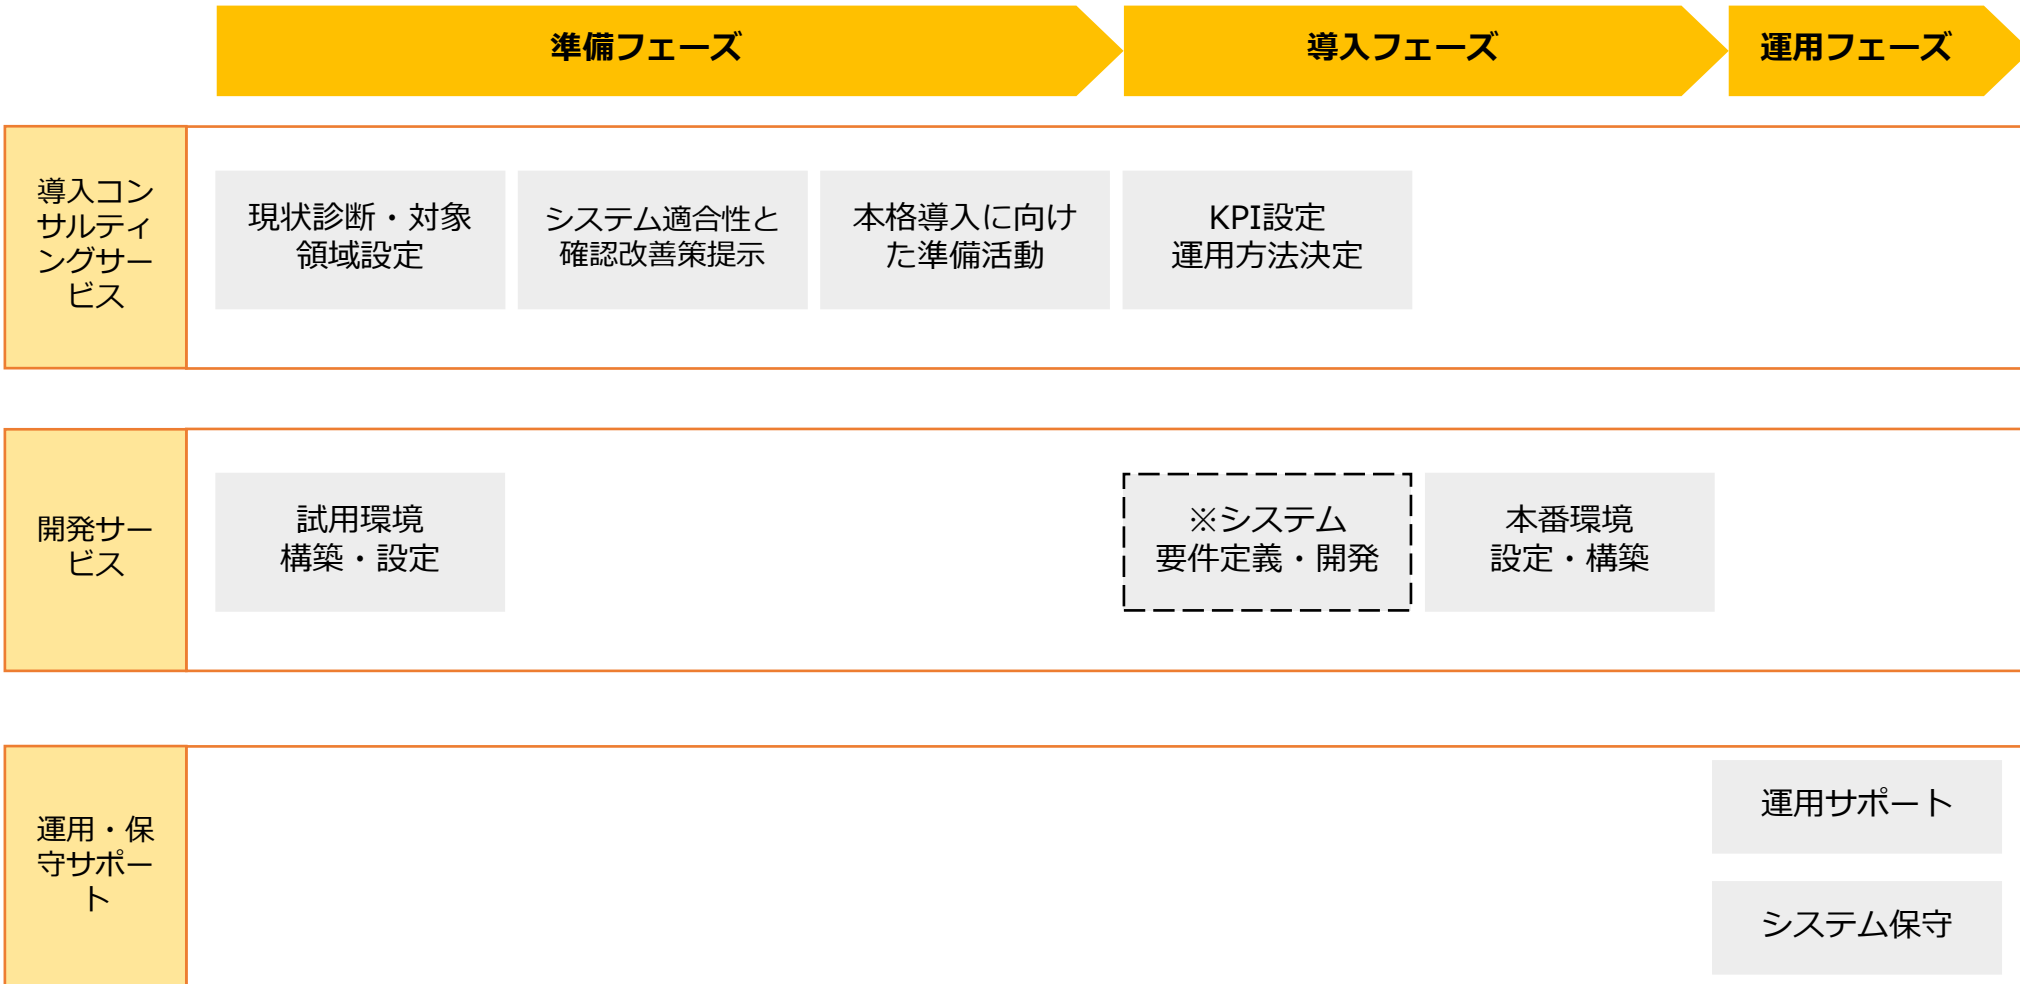 準備フェーズ
導入フェーズ
運用フェーズ
導入コン
サルティ
ングサー
ビス
現状診断・対象
領域設定
システム適合性と
確認改善策提示
本格導入に向け
た準備活動
KPI設定
運用方法決定
開発サー
ビス
試用環境
構築・設定
※システム
要件定義・開発
本番環境
設定・構築
運用・保
守サポー
ト
運用サポート
システム保守